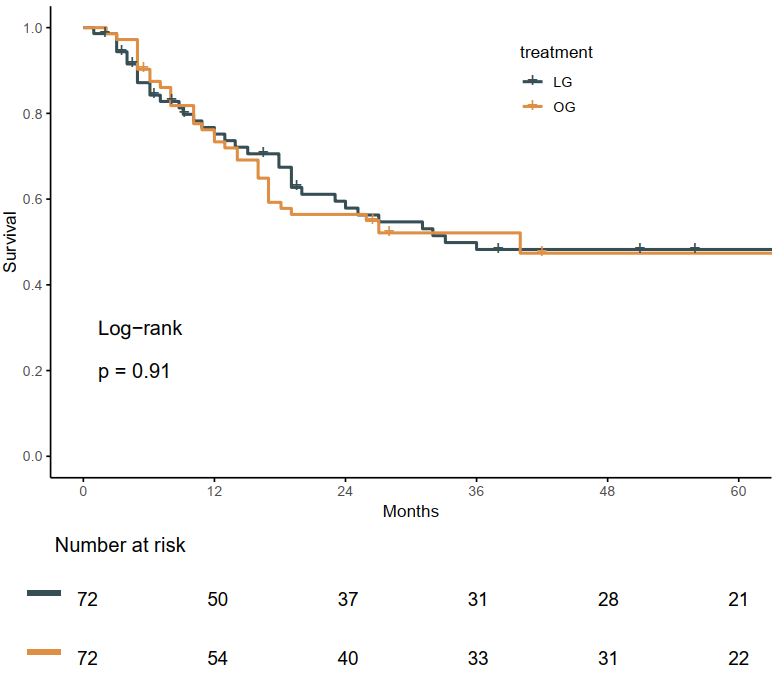 1.0
0.8
0.6
0.4
0.2
0.0
Survival
treatment
LG
OG
Log−rank
p = 0.91
0 12 24 36 48 60
Months
Number at risk
72 50 37 31 28 21
72 54 40 33 31 22